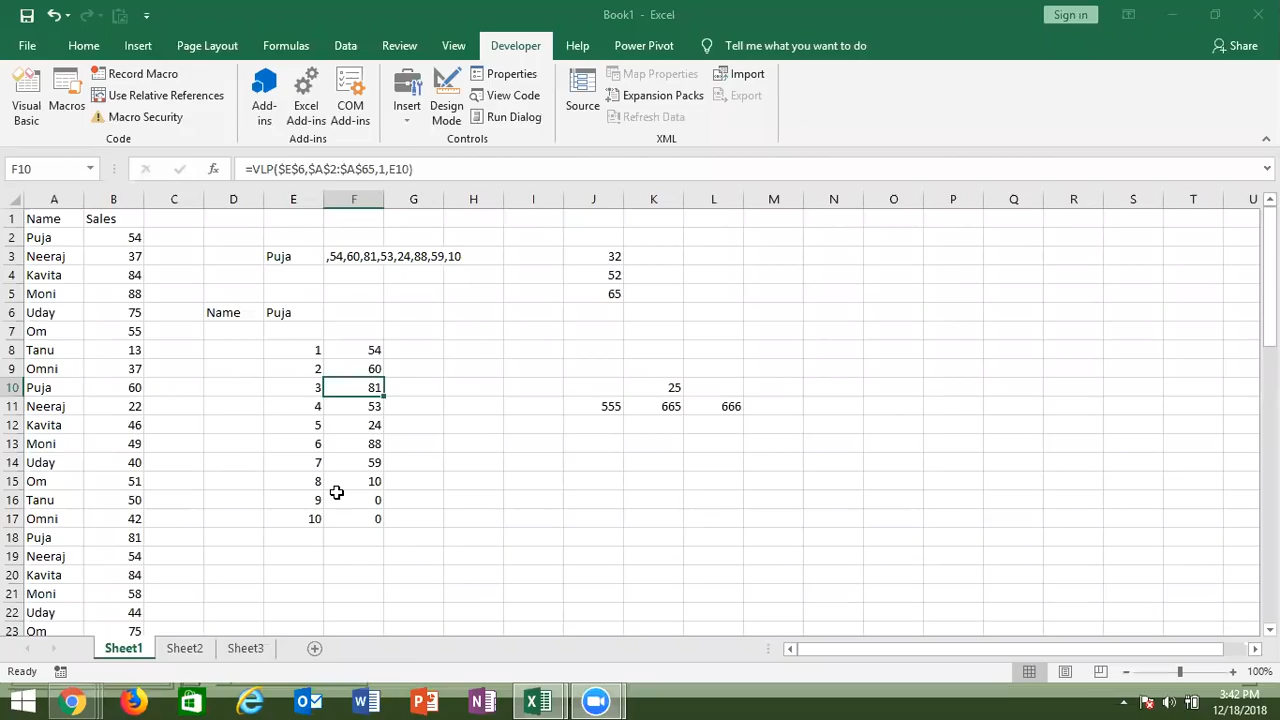 Book1 - Excel
Sign in
File Home Insert Page Layout Formulas Data Review View Developer Help Power Pivot Tell me what you want to do Share
Visual Basic
Macros
Record Macro
Use Relative References
Macro Security
Code
Add-ins
Excel Add-ins
COM Add-ins
Add-ins
Insert
Design Mode
Properties
View Code
Run Dialog
Controls
Source
Map Properties
Expansion Packs
Refresh Data
Import
Export
XML
F10 fx =VLP($E$6,$A$2:$A$65,1,E10)
A B C D E F G H I J K L M N O P Q R S T U
1 Name Sales
2 Puja 54
3 Neeraj 37 Puja ,54,60,81,53,24,88,59,10 32
4 Kavita 84 52
5 Moni 88 65
6 Uday 75 Name Puja
7 Om 55
8 Tanu 13 1 54
9 Omni 37 2 60
10 Puja 60 3 81 25
11 Neeraj 22 4 53 555 665 666
12 Kavita 46 5 24
13 Moni 49 6 88
14 Uday 40 7 59
15 Om 51 8 10
16 Tanu 50 9 0
17 Omni 42 10 0
18 Puja 81
19 Neeraj 54
20 Kavita 84
21 Moni 58
22 Uday 44
23 Om 75
Sheet1 Sheet2 Sheet3
Ready 100%
3:42 PM
12/18/2018